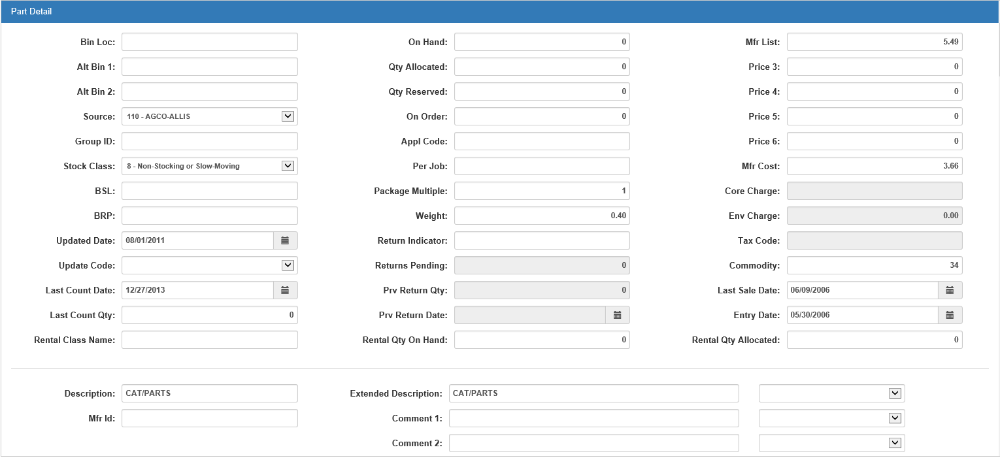 Part Detail
Bin Loc: On Hand: 0 Mfr List: 5.49
Alt Bin 1: Qty Allocated: 0 Price 3: 0
Alt Bin 2: Qty Reserved: 0 Price 4: 0
Source: 110 - AGCO-ALLIS On Order: 0 Price 5: 0
Group ID: Appl Code: Price 6: 0
Stock Class: 8 - Non-Stocking or Slow-Moving Per Job: Mfr Cost: 3.66
BSL: Package Multiple: 1 Core Charge:
BRP: Weight: 0.40 Env Charge: 0.00
Updated Date: 08/01/2011 Return Indicator: Tax Code:
Update Code: Returns Pending: 0 Commodity: 34
Last Count Date: 12/27/2013 Prv Return Qty: 0 Last Sale Date: 06/09/2006
Last Count Qty: 0 Prv Return Date: Entry Date: 05/30/2006
Rental Class Name: Rental Qty On Hand: 0 Rental Qty Allocated: 0
Description: CAT/PARTS Extended Description: CAT/PARTS
Mfr Id: Comment 1:
Comment 2: